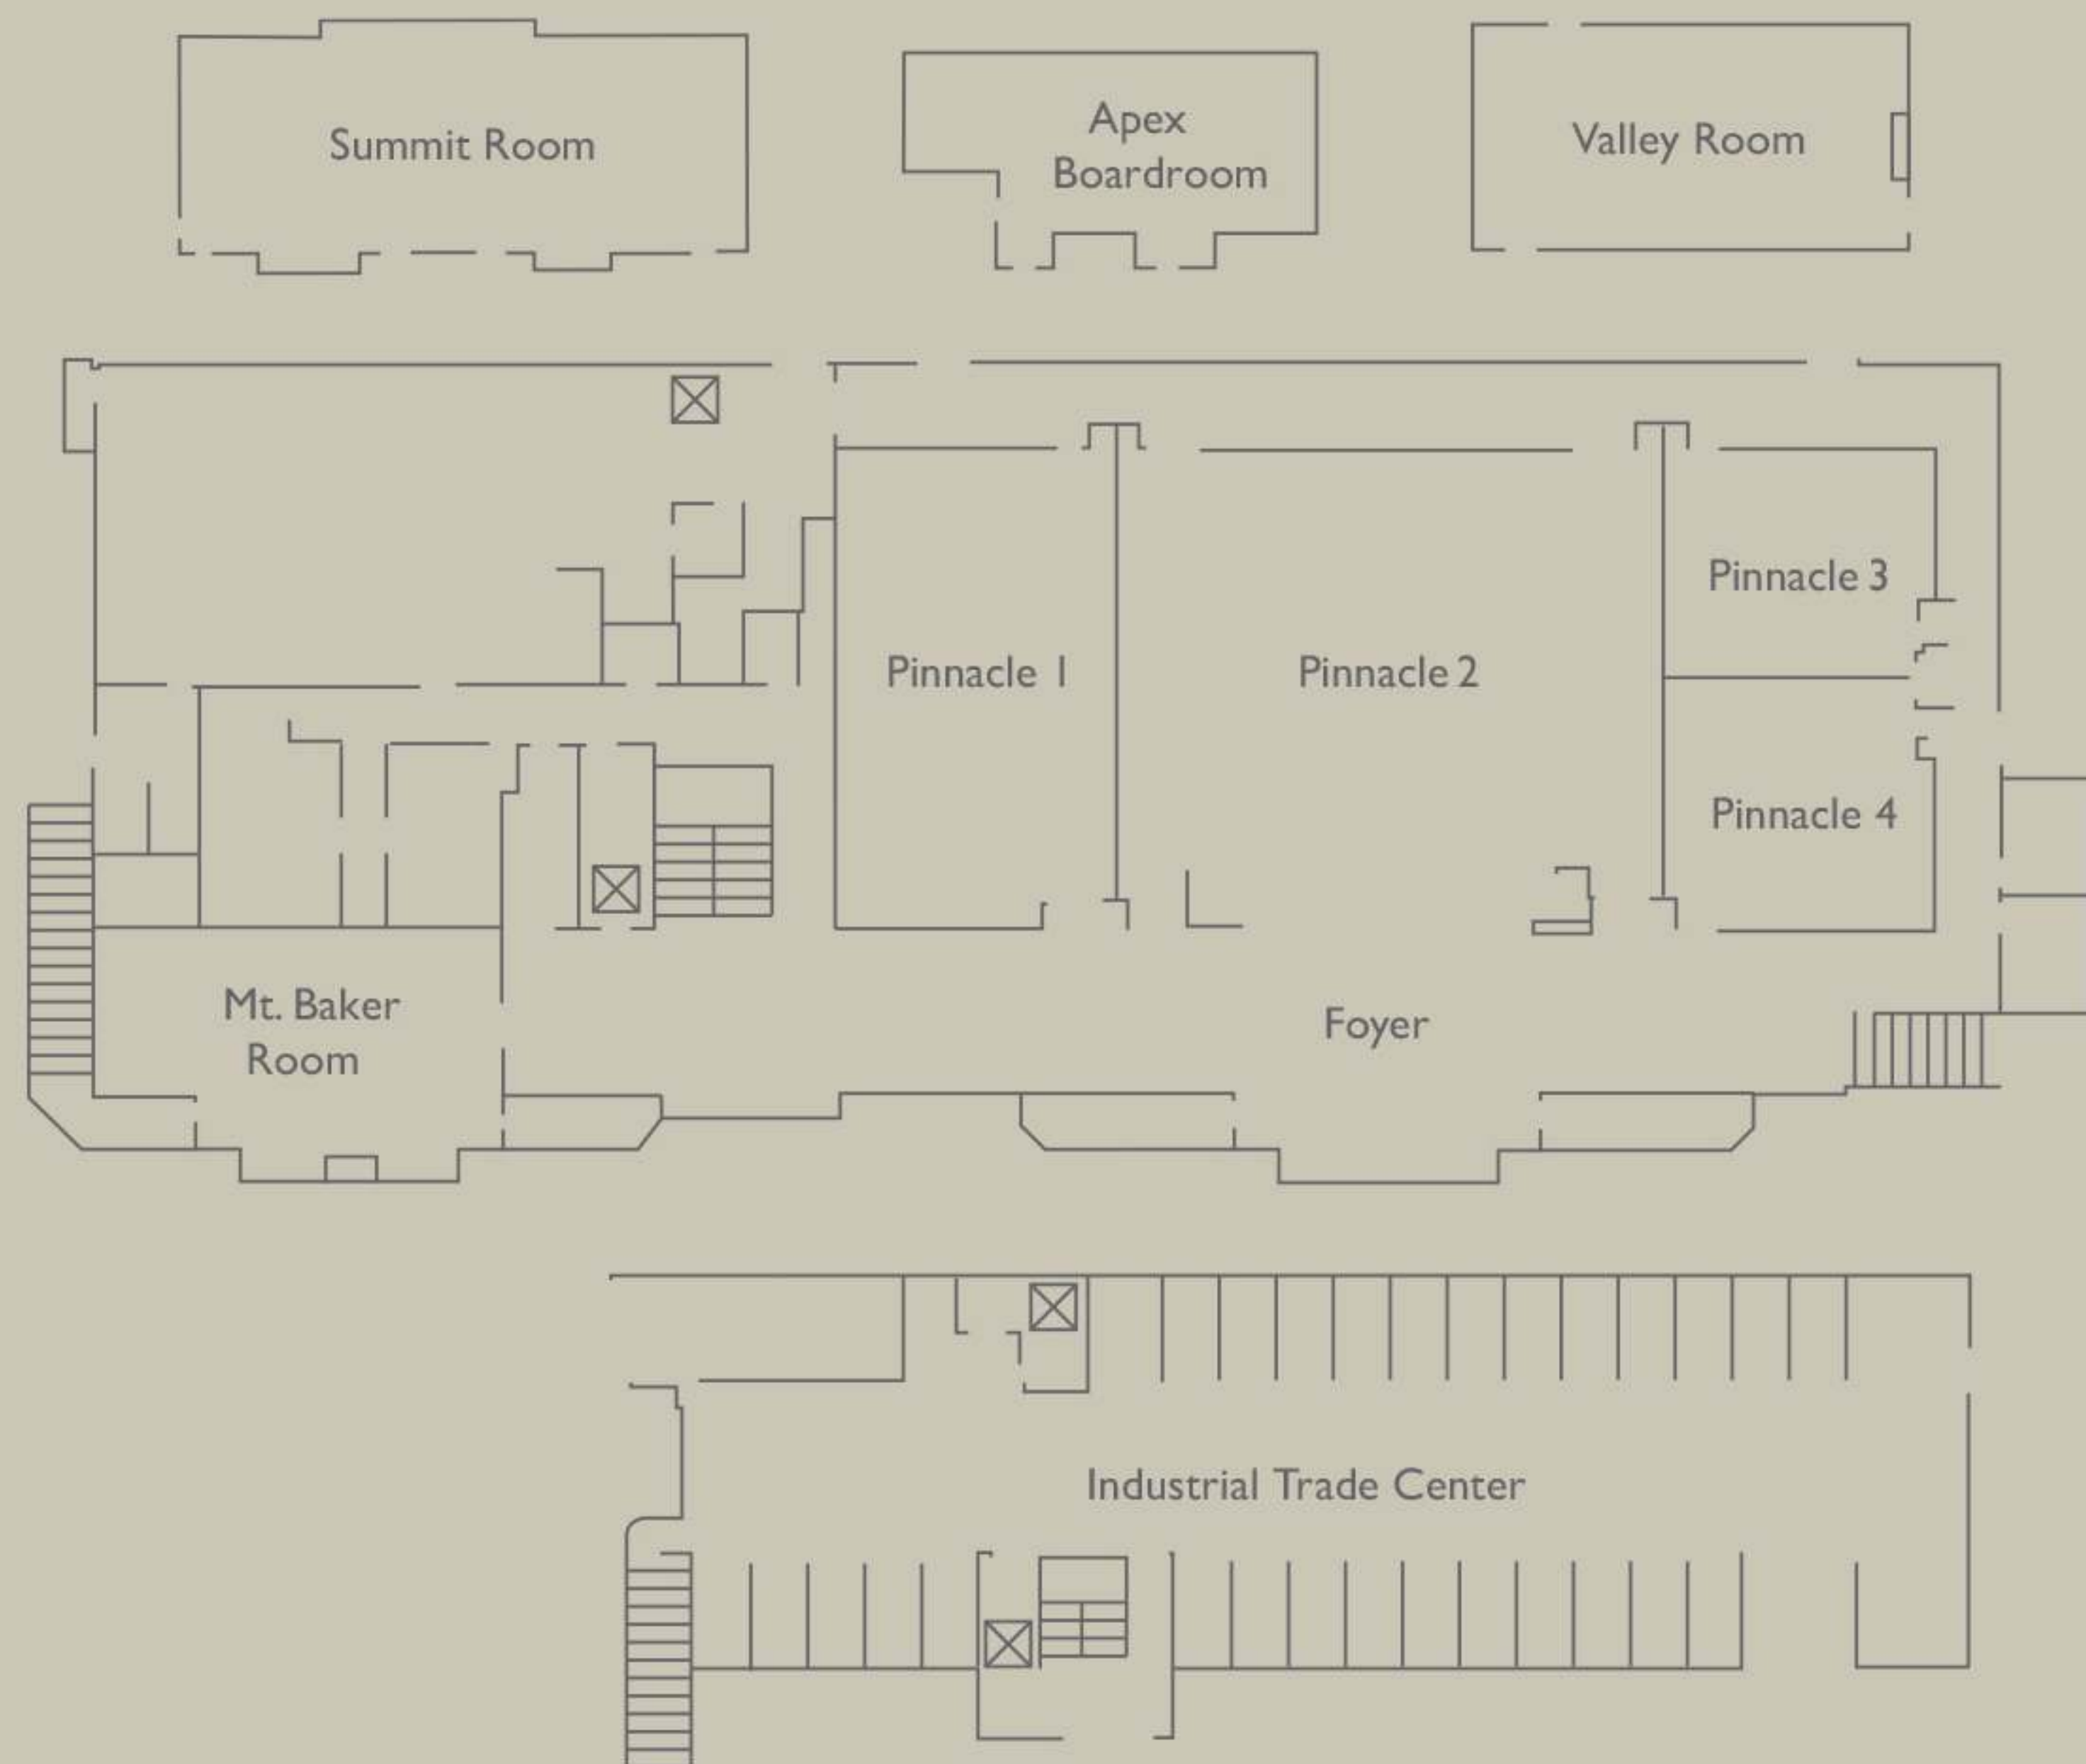 Summit Room
Apex
Boardroom
Valley Room
Pinnacle 3
Pinnacle 1
Pinnacle 2
Pinnacle 4
Mt. Baker
Room
Foyer
Industrial Trade Center